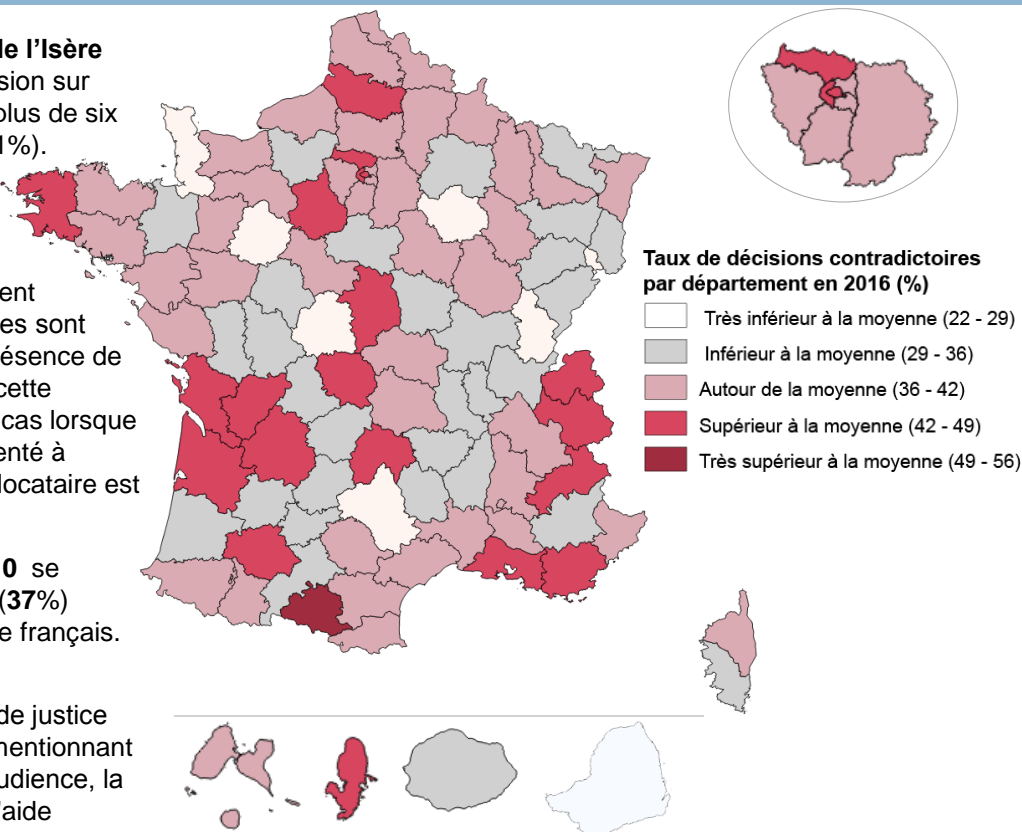 de l’Isère
sion sur
plus de six
1%).
ent
es sont
ésence de
cette
cas lorsque
enté à
locataire est
0 se
(37%)
e français.
de justice
mentionnant
udience, la
l'aide
Taux de décisions contradictoires
par département en 2016 (%)
Très inférieur à la moyenne (22 - 29)
Inférieur à la moyenne (29 - 36)
Autour de la moyenne (36 - 42)
Supérieur à la moyenne (42 - 49)
Très supérieur à la moyenne (49 - 56)